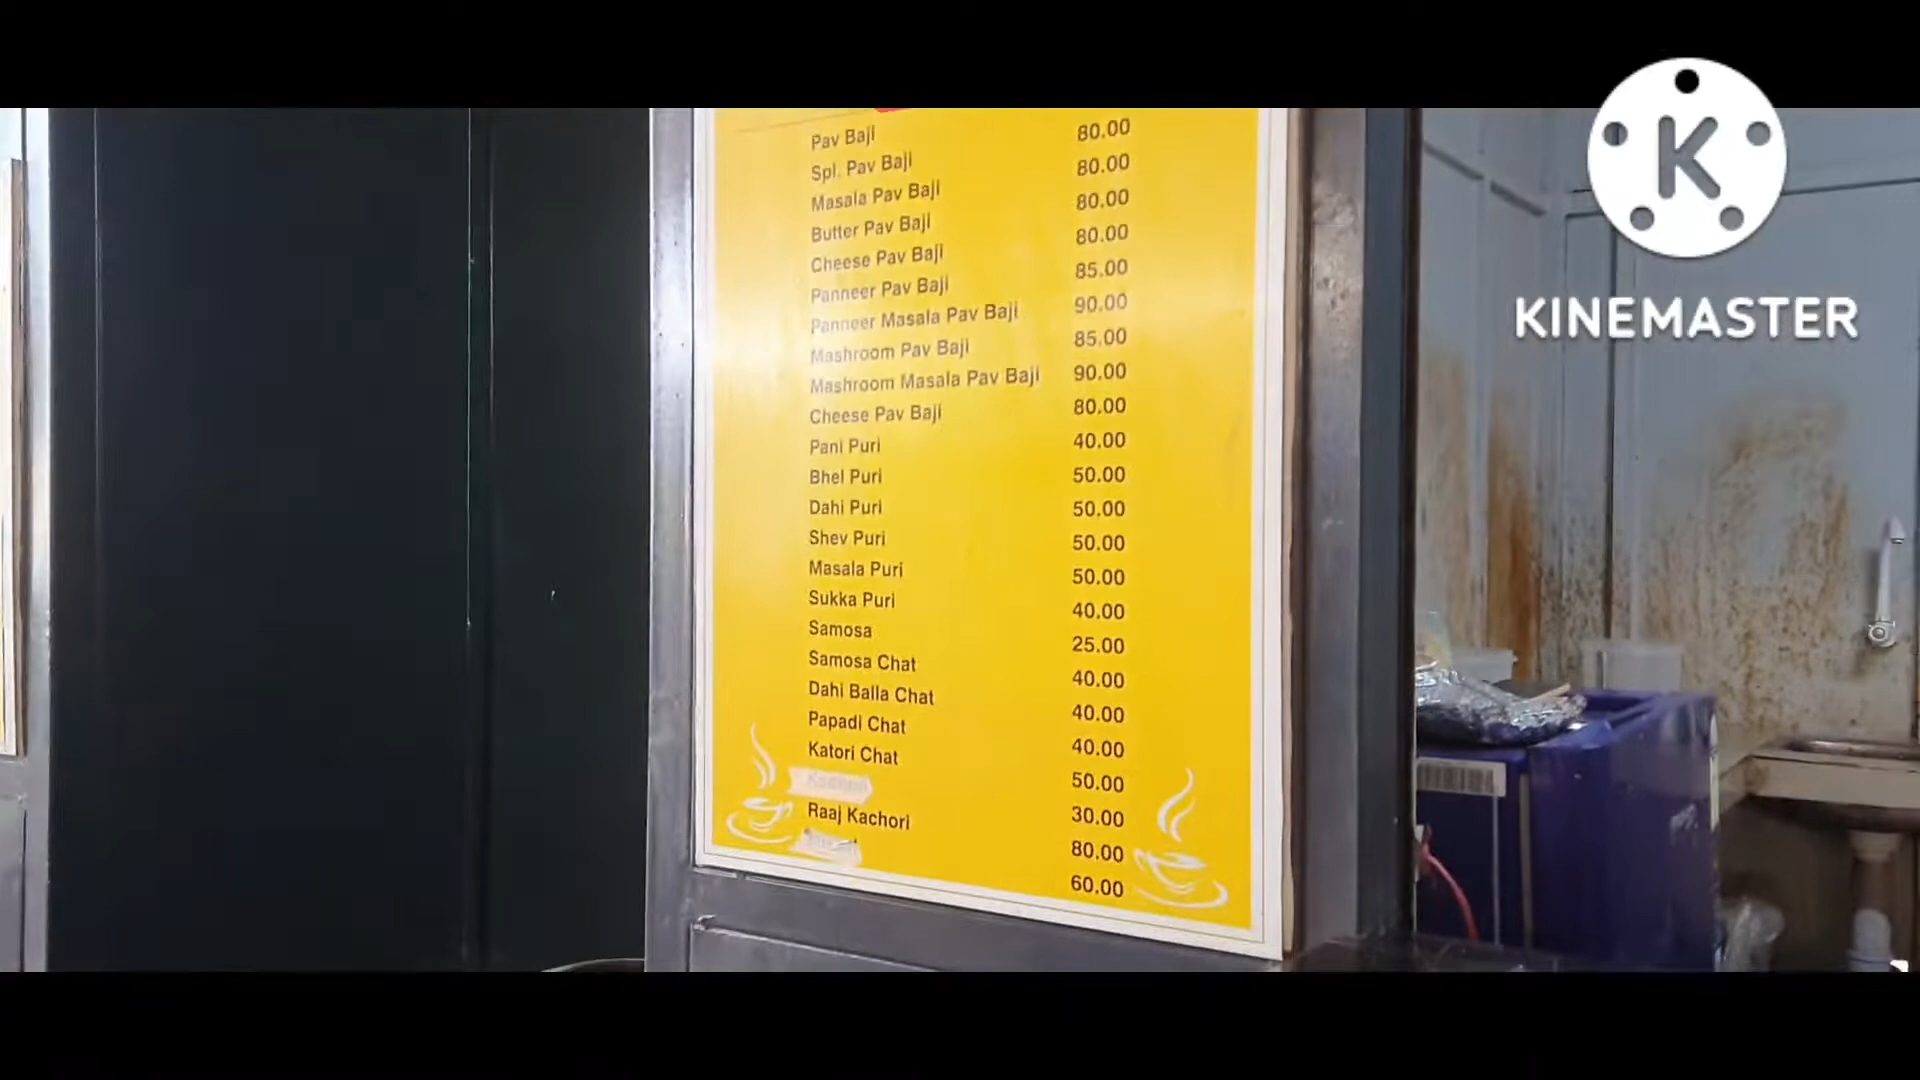 Pav Baji
Spl. Pav Baji 80.00
Masala Pav Baji 80.00
Butter Pav Baji 80.00
Cheese Pav Baji 80.00
Panneer Pav Baji 85.00
Panneer Masala Pav Baji 90.00
Mashroom Pav Baji 85.00
Mashroom Masala Pav Baji 90.00
Cheese Pav Baji 80.00
Pani Puri 40.00
Bhel Puri 50.00
Dahi Puri 50.00
Shev Puri 50.00
Masala Puri 50.00
Sukka Puri 40.00
Samosa 25.00
Samosa Chat 40.00
Dahi Balla Chat 40.00
Papadi Chat 40.00
Katori Chat 50.00
30.00
Raaj Kachori 80.00
60.00
K
KINEMASTER